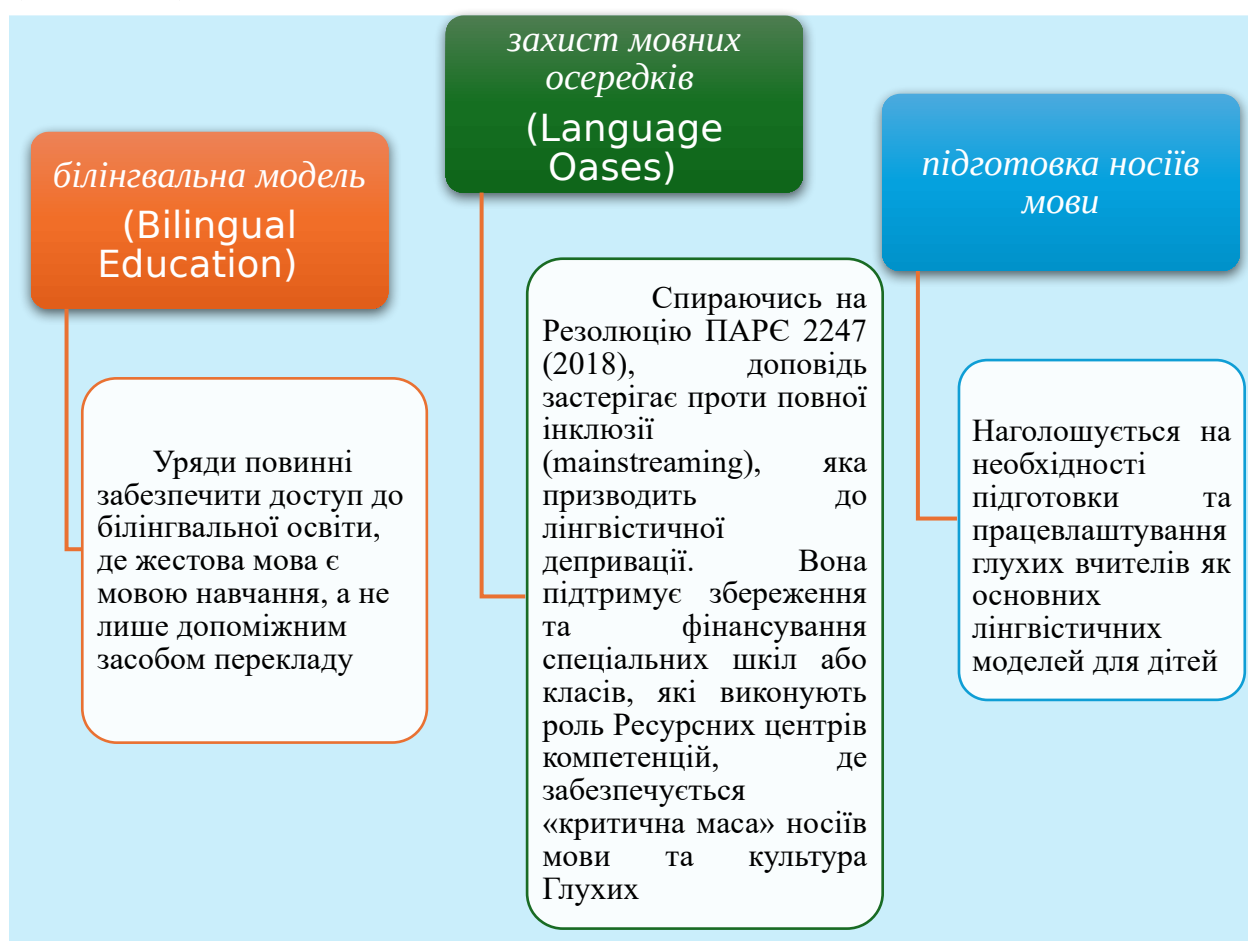 білінгвальна модель
(Bilingual
Education)
Уряди повинні
забезпечити доступ до
білінгвальної освіти,
де жестова мова є
мовою навчання, а не
лише допоміжним
засобом перекладу
захист мовних
осередків
(Language
Oases)
Спираючись на
Резолюцію ПАРЄ 2247
(2018), доповідь
застерігає проти повної
інклюзії
(mainstreaming), яка
призводить до
лінгвістичної
депривації. Вона
підтримує збереження
та фінансування
спеціальних шкіл або
класів, які виконують
роль Ресурсних центрів
компетенцій, де
забезпечується
«критична маса» носіїв
мови та культура
Глухих
підготовка носіїв
мови
Наголошується на
необхідності
підготовки та
працевлаштування
глухих вчителів як
основних
лінгвістичних
моделей для дітей